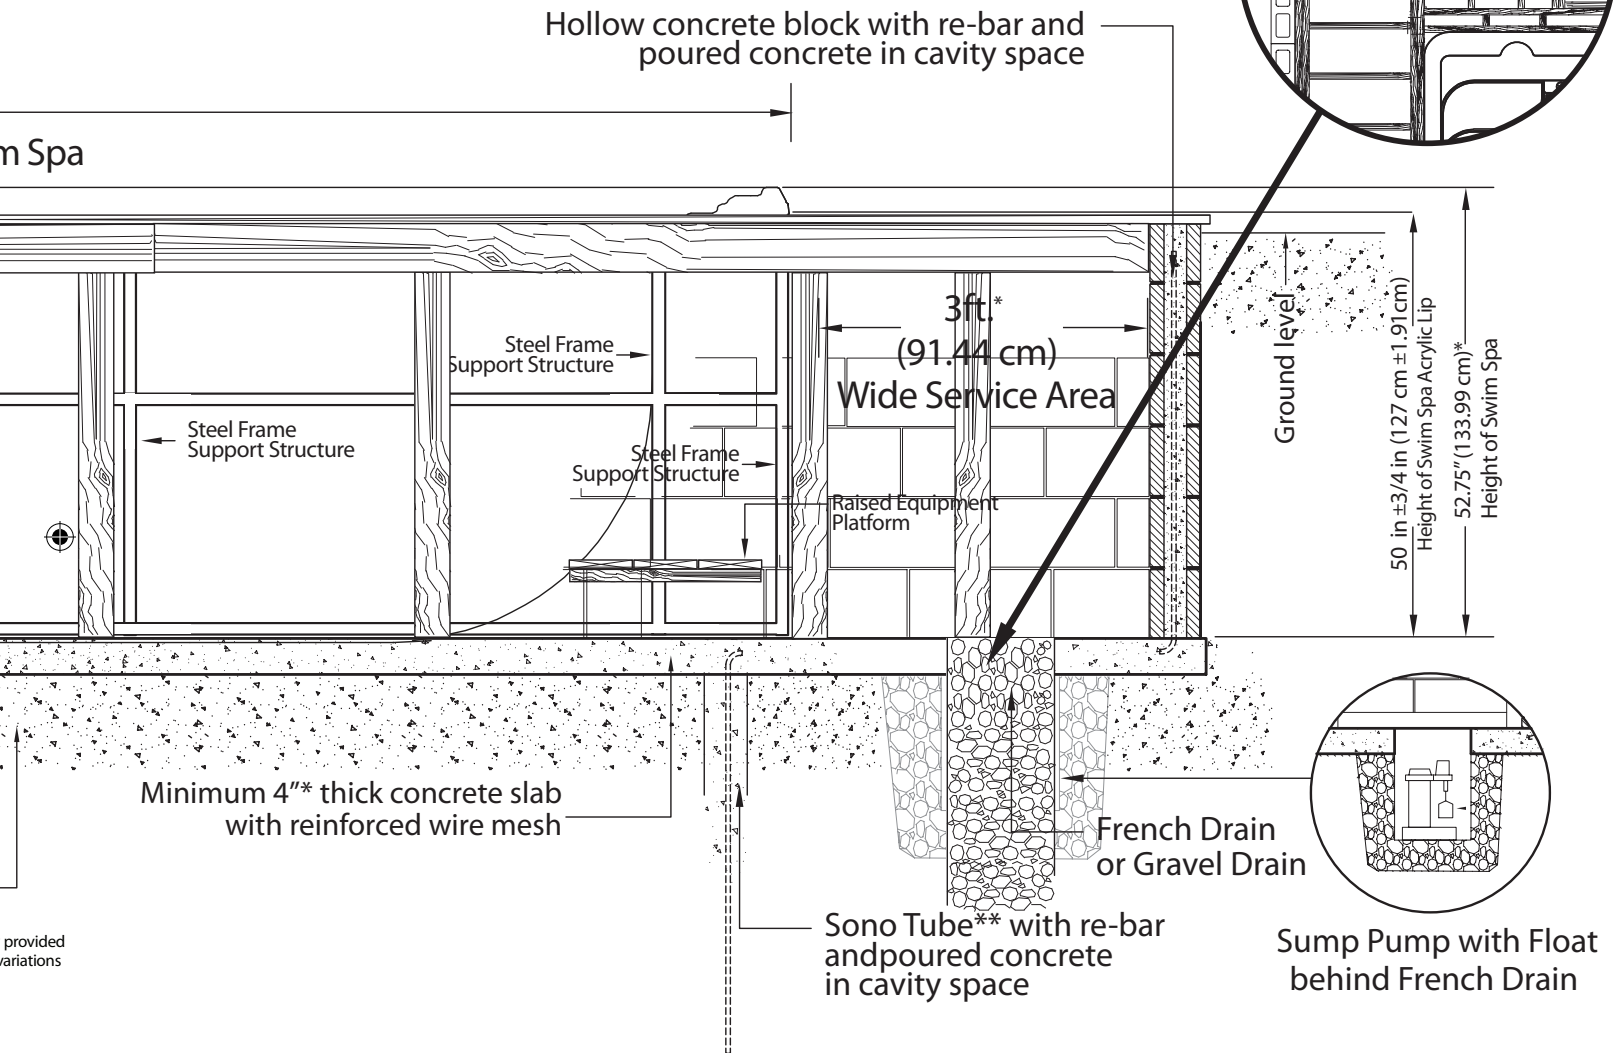 Hollow concrete block with re-bar and
poured concrete in cavity space
m Spa
3ft.*
(91.44 cm)
Wide Service Area
Steel Frame
Support Structure
Steel Frame
Support Structure
Steel Frame
Support Structure
Raised Equipment
Platform
Ground level
50 in ±3/4 in (127 cm ±1.91cm)
Height of Swim Spa Acrylic Lip
52.75" (133.99 cm)*
Height of Swim Spa
Minimum 4"* thick concrete slab
with reinforced wire mesh
French Drain
or Gravel Drain
Sono Tube** with re-bar
andpoured concrete
in cavity space
Sump Pump with Float
behind French Drain
provided
variations